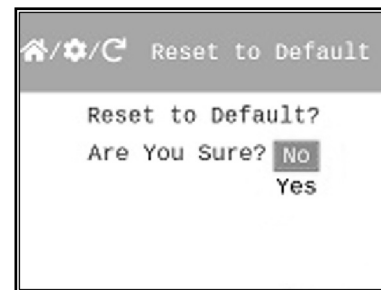 / / Reset to Default
Reset to Default?
Are You Sure? No
Yes